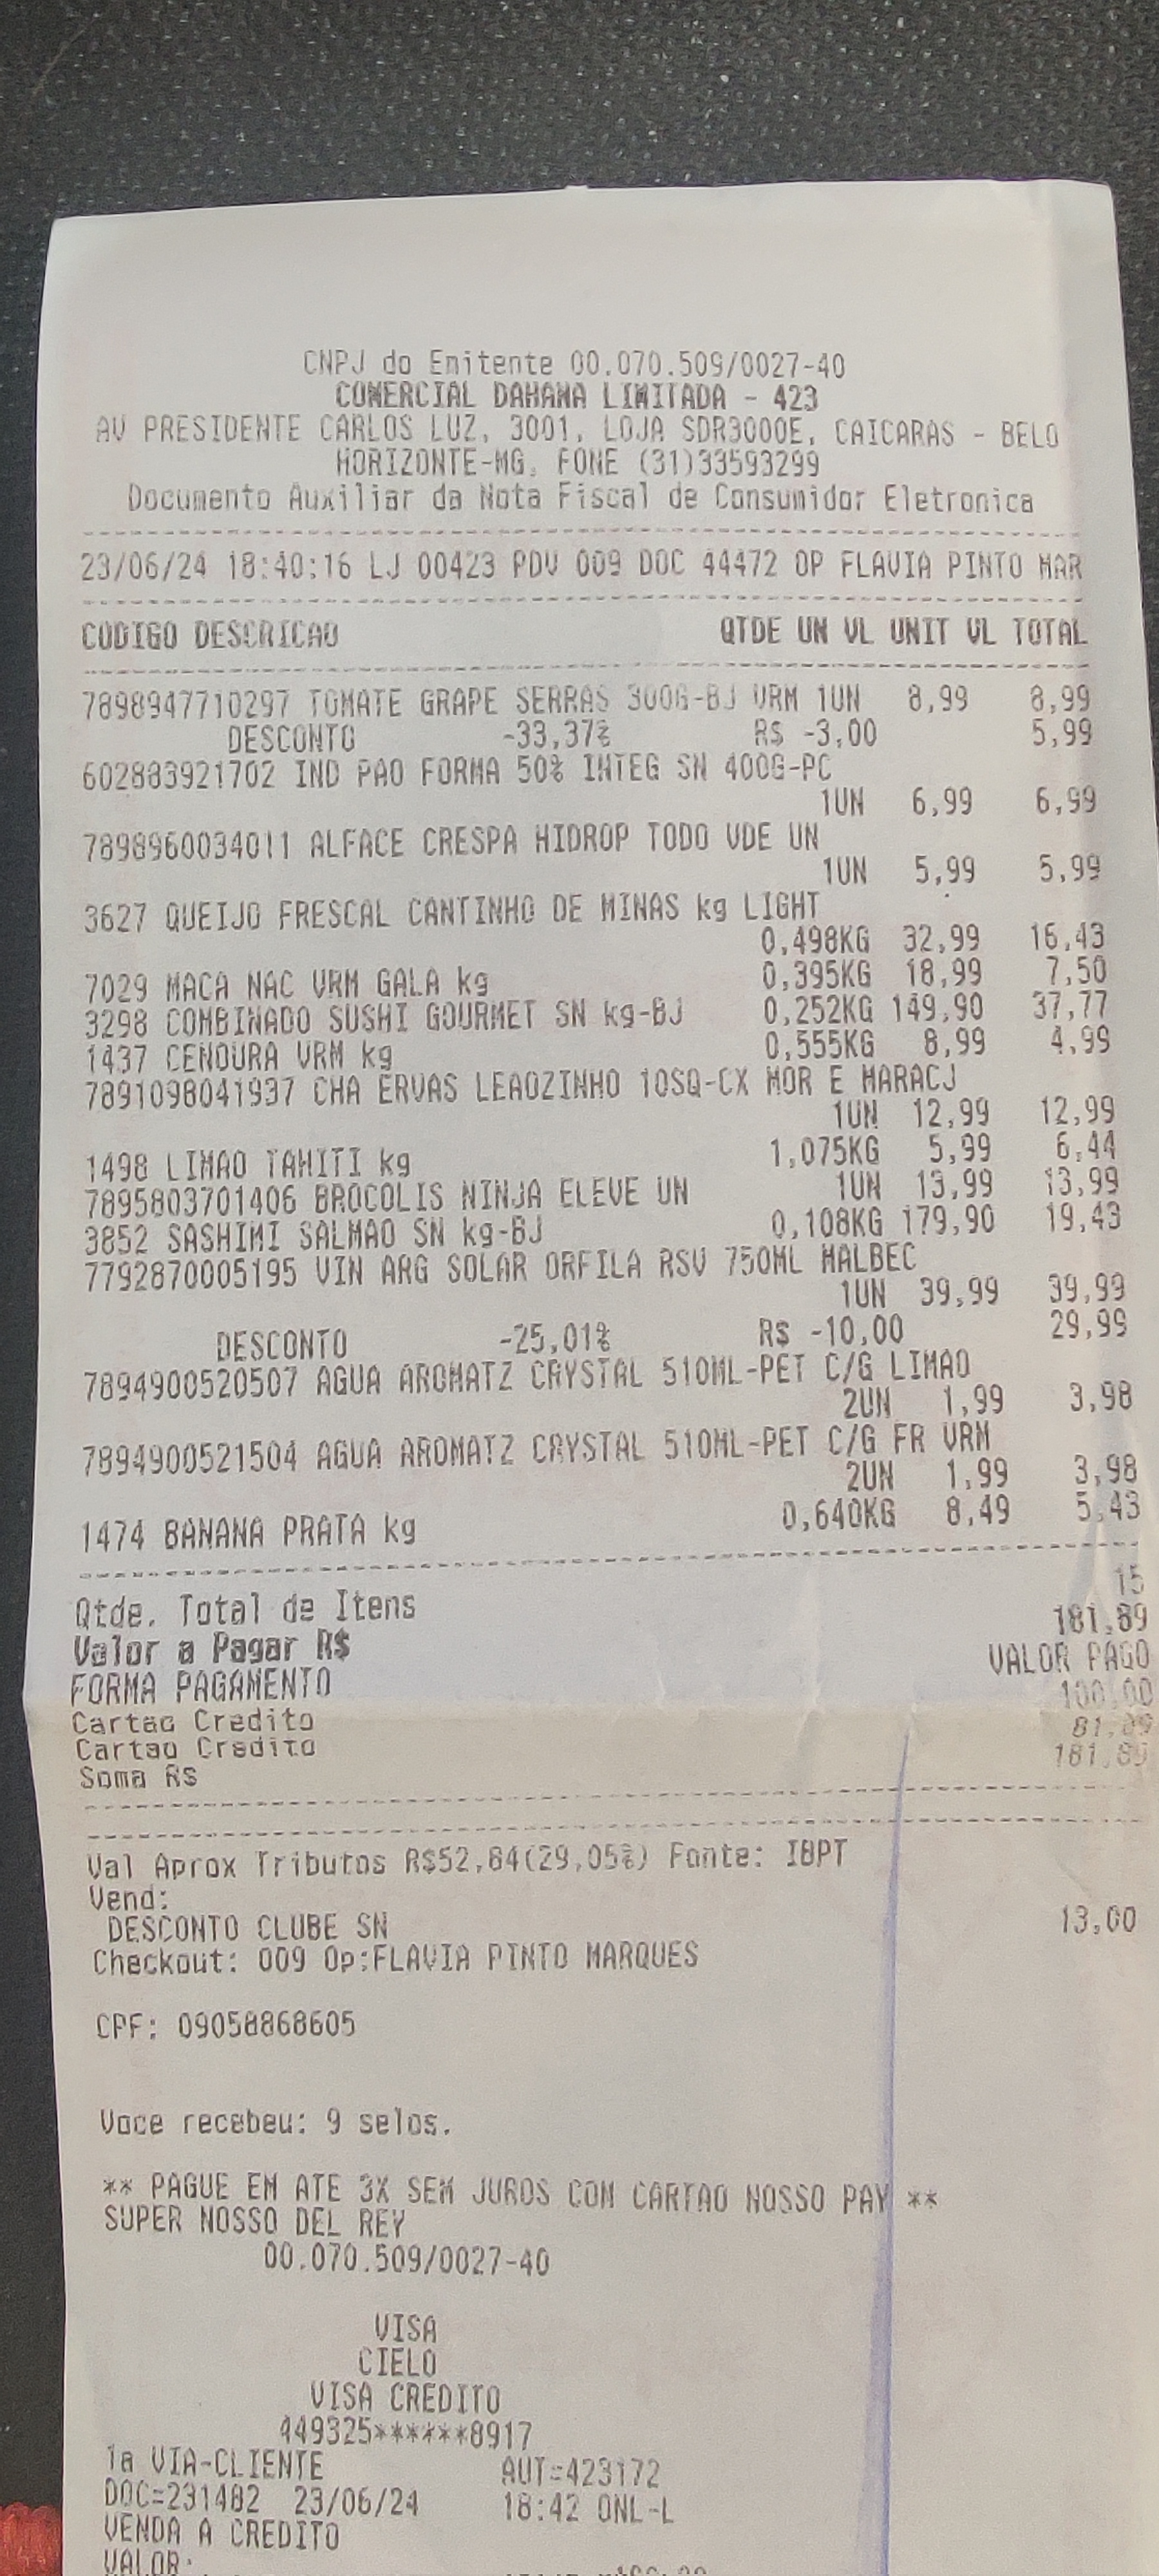 CNPJ do Emitente 00.070.509/0027-40
COMERCIAL DAHANA LIMITADA - 423
AV PRESIDENTE CARLOS LUZ, 3001, LOJA SDR3000E, CAICARAS - BELO
HORIZONTE-MG, FONE (31)33593299
Documento Auxiliar da Nota Fiscal de Consumidor Eletronica
23/06/24 18:40:16 LJ 00423 PDV 009 DOC 44472 OP FLAVIA PINTO MAR
CODIGO DESCRICAO QTDE UN VL UNIT VL TOTAL
7898947710297 TOMATE GRAPE SERRAS 300G-BJ VRM 1UN 8,99 8,99
DESCONTO -33,37% R$ -3,00 5,99
602883921702 IND PAO FORMA 50% INTEG SN 400G-PC
1UN 6,99 6,99
7898960034011 ALFACE CRESPA HIDROP TODO VDE UN
1UN 5,99 5,99
3627 QUEIJO FRESCAL CANTINHO DE MINAS kg LIGHT
0,498KG 32,99 16,43
7029 MACA NAC VRM GALA kg 0,395KG 18,99 7,50
3298 COMBINADO SUSHI GOURMET SN kg-BJ 0,252KG 149,90 37,77
1437 CENOURA VRM kg 0,555KG 8,99 4,99
7891098041937 CHA ERVAS LEAOZINHO 10SQ-CX MOR E MARACJ
1UN 12,99 12,99
1498 LIMAO TAHITI kg 1,075KG 5,99 6,44
7895803701406 BROCOLIS NINJA ELEVE UN 1UN 13,99 13,99
3852 SASHIMI SALMAO SN kg-BJ 0,108KG 179,90 19,43
7792870005195 VIN ARG SOLAR ORFILA RSV 750ML MALBEC
1UN 39,99 39,99
DESCONTO -25,01% R$ -10,00 29,99
7894900520507 AGUA AROMATZ CRYSTAL 510ML-PET C/G LIMAO
2UN 1,99 3,98
7894900521504 AGUA AROMATZ CRYSTAL 510ML-PET C/G FR VRM
2UN 1,99 3,98
1474 BANANA PRATA kg 0,640KG 8,49 5,43
Qtde. Total de Itens 15
Valor a Pagar R$ 181,89
FORMA PAGAMENTO VALOR PAGO
Cartao Credito 100,00
Cartao Credito 81,89
Soma Rs 181,89
Val Aprox Tributos R$52,84(29,05%) Fonte: IBPT
Vend:
DESCONTO CLUBE SN 13,00
Checkout: 009 Op:FLAVIA PINTO MARQUES
CPF: 09058868605
Voce recebeu: 9 selos.
** PAGUE EM ATE 3X SEM JUROS COM CARTAO NOSSO PAY **
SUPER NOSSO DEL REY
00.070.509/0027-40
VISA
CIELO
VISA CREDITO
449325******8917
1a VIA-CLIENTE AUT=423172
DOC=231482 23/06/24 18:42 ONL-L
VENDA A CREDITO
VALOR: